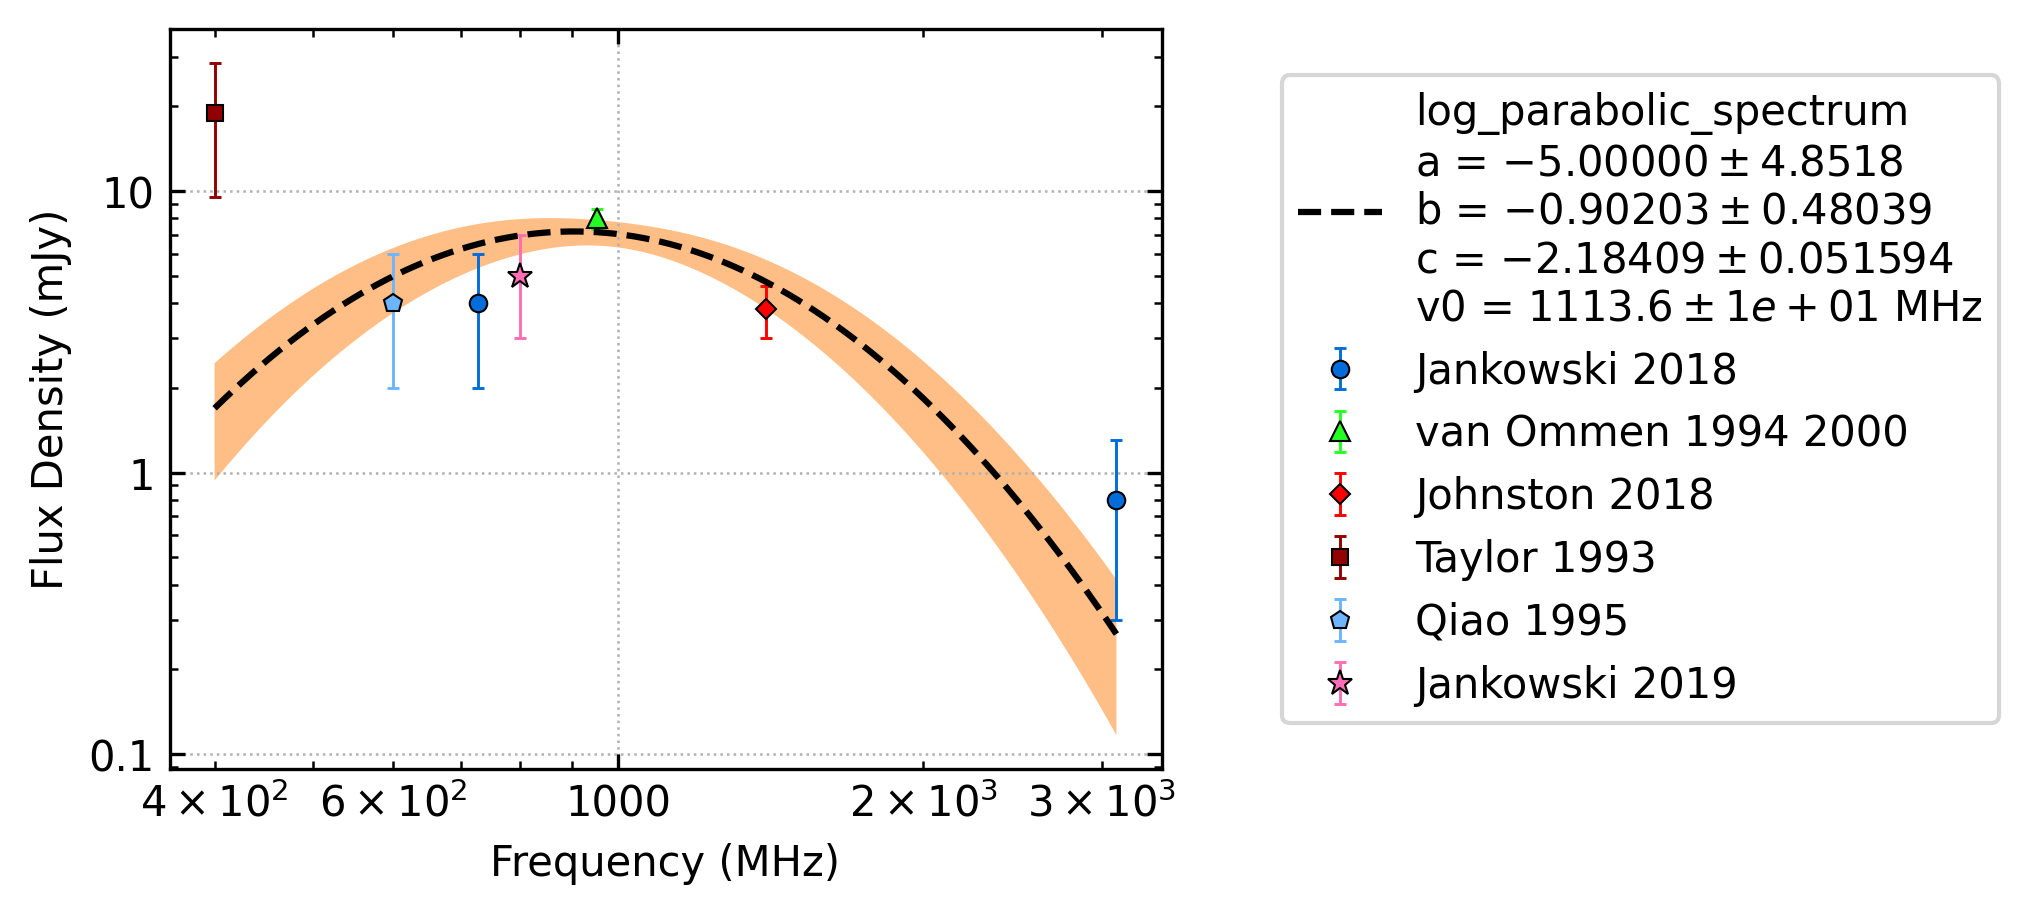 10
1
0.1
Flux Density (mJy)
4 × 10²
6 × 10²
1000
2 × 10³
3 × 10³
Frequency (MHz)
log_parabolic_spectrum
a = −5.00000 ± 4.8518
b = −0.90203 ± 0.48039
c = −2.18409 ± 0.051594
v0 = 1113.6 ± 1e + 01 MHz
Jankowski 2018
van Ommen 1994 2000
Johnston 2018
Taylor 1993
Qiao 1995
Jankowski 2019